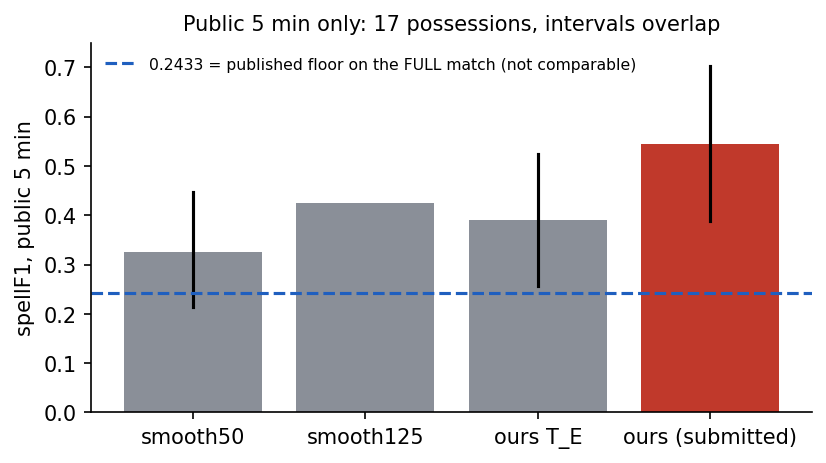 Public 5 min only: 17 possessions, intervals overlap
0.2433 = published floor on the FULL match (not comparable)
spellF1, public 5 min
0.7
0.6
0.5
0.4
0.3
0.2
0.1
0.0
smooth50
smooth125
ours T_E
ours (submitted)